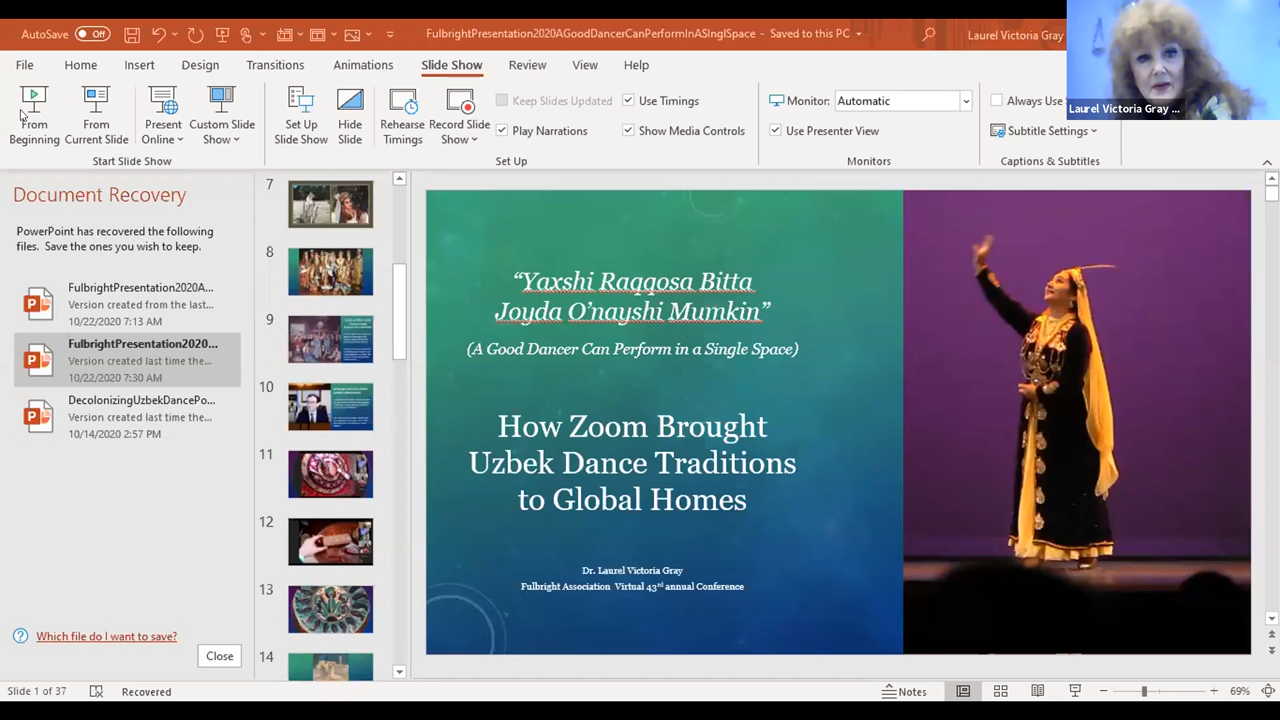 AutoSave Off
FulbrightPresentation2020AGoodDancerCanPerformInASInglSpace - Saved to this PC
Laurel Victoria Gray
File Home Insert Design Transitions Animations Slide Show Review View Help
Laurel Victoria Gray ...
From Beginning
From Current Slide
Present Online
Custom Slide Show
Start Slide Show
Set Up Slide Show
Hide Slide
Rehearse Timings
Record Slide Show
Keep Slides Updated
Play Narrations
Use Timings
Show Media Controls
Set Up
Monitor: Automatic
Use Presenter View
Monitors
Always Use
Subtitle Settings
Captions & Subtitles
Document Recovery
PowerPoint has recovered the following
files. Save the ones you wish to keep.
FulbrightPresentation2020A...
Version created from the last...
10/22/2020 7:13 AM
FulbrightPresentation2020...
Version created last time the...
10/22/2020 7:30 AM
DecolonizingUzbekDancePo...
Version created last time the...
10/14/2020 2:57 PM
Which file do I want to save?
Close
7
8
9
10
11
12
13
14
“Yaxshi Raqqosa Bitta
Joyda O’nayshi Mumkin”
(A Good Dancer Can Perform in a Single Space)
How Zoom Brought
Uzbek Dance Traditions
to Global Homes
Dr. Laurel Victoria Gray
Fulbright Association Virtual 43rd annual Conference
Slide 1 of 37
Recovered
Notes
69%